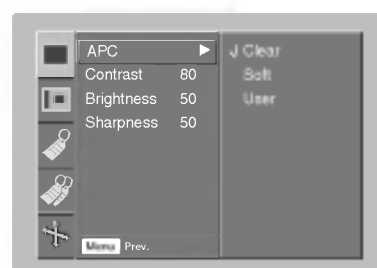 APC
Contrast 80
Brightness 50
Sharpness 50
Menu Prev.
Clear
Soft
User